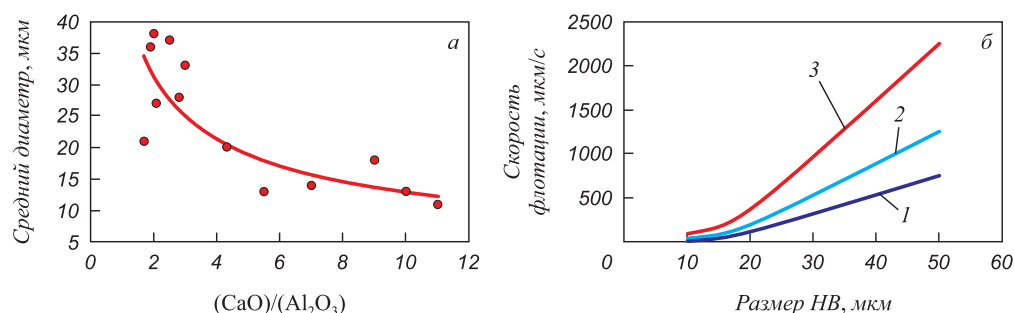 а
Средний диаметр, мкм
40
35
30
25
20
15
10
5
0 2 4 6 8 10 12
(CaO)/(Al₂O₃)
б
Скорость
флотации, мкм/с
2500
2000
1500
1000
500
0 10 20 30 40 50 60
3
2
1
Размер НВ, мкм